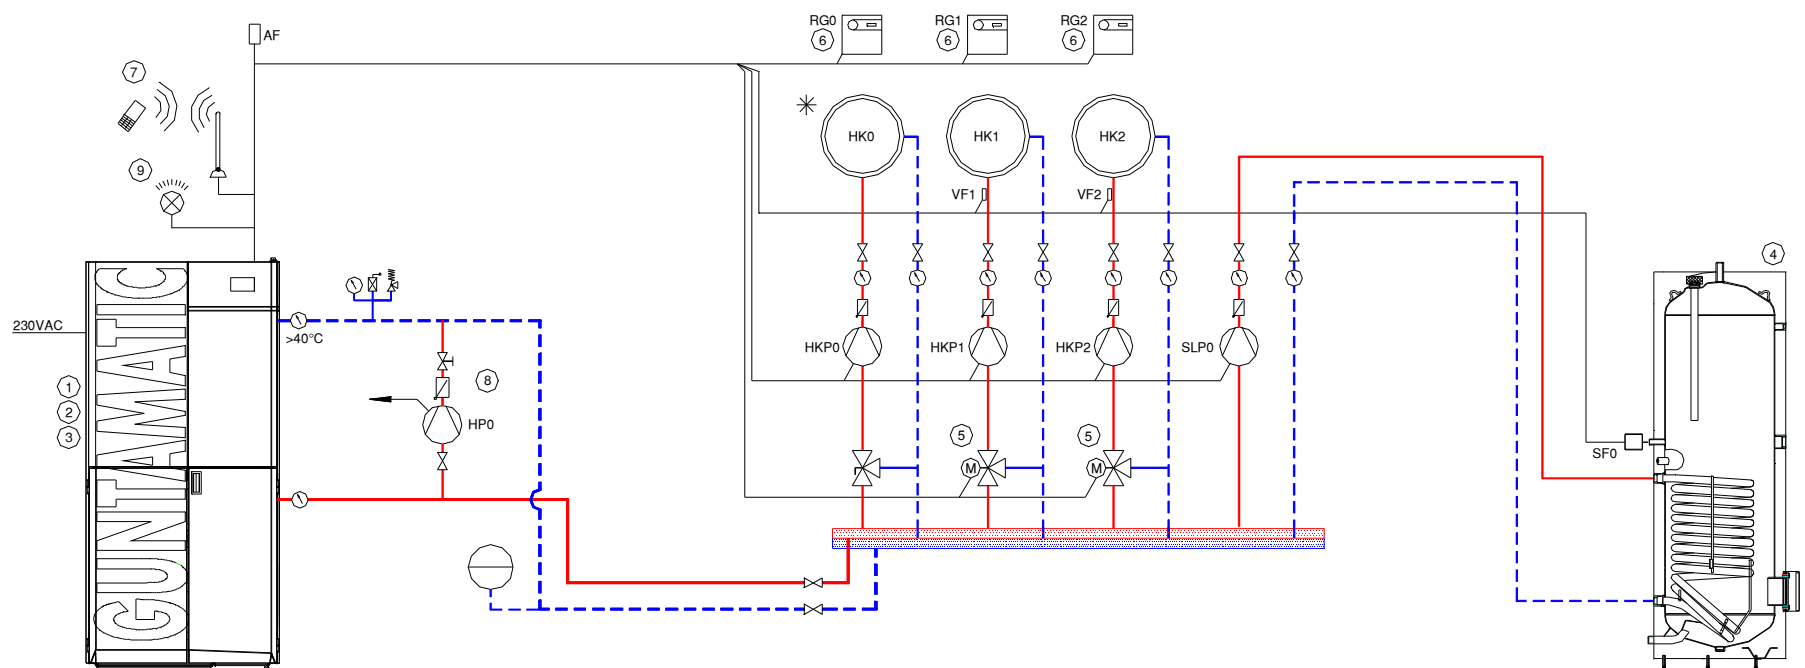 RG0
RG1
RG2
6
6
6
AF
7
HK0
HK1
HK2
9
VF1
VF2
4
230VAC
>40°C
HKP0
HKP1
HKP2
SLP0
1
2
3
8
HP0
5
5
SF0
M
M
GUNTAMATIC